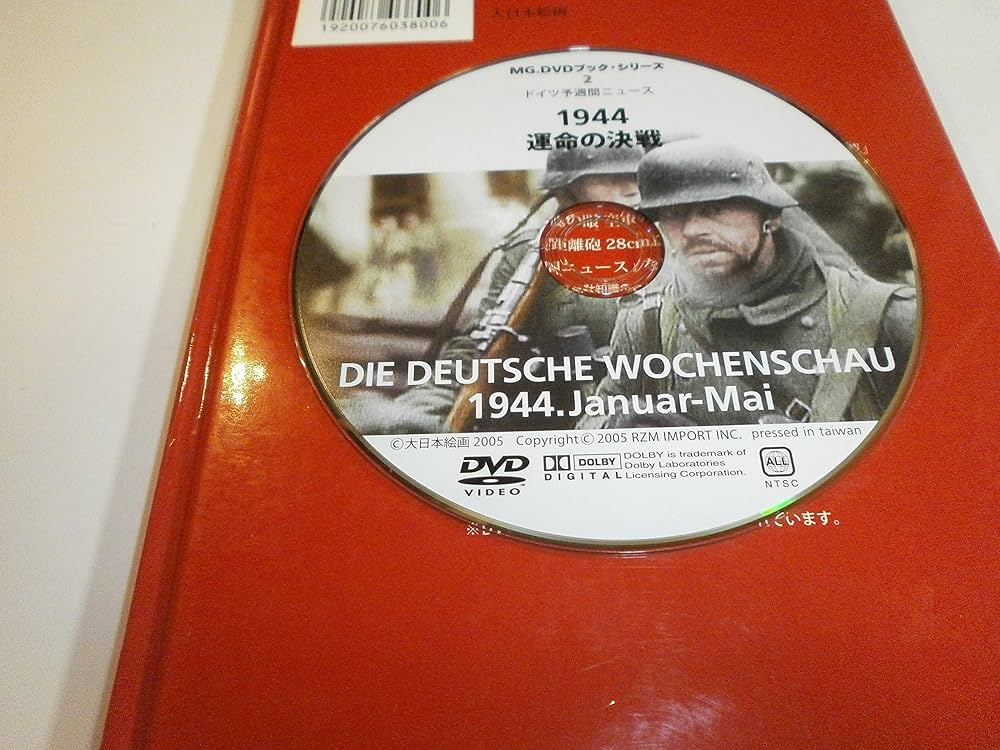 1920076038006
大日本絵画
MG.DVDブック・シリーズ
2
ドイツ予週間ニュース
1944
運命の決戦
距離砲 28cm
ニュース
DIE DEUTSCHE WOCHENSCHAU
1944.Januar-Mai
©大日本絵画 2005 Copyright© 2005 RZM IMPORT INC. pressed in taiwan
DVD
VIDEO™
DOLBY
DIGITAL
DOLBY is trademark of
Dolby Laboratories
Licensing Corporation.
ALL
NTSC
います。